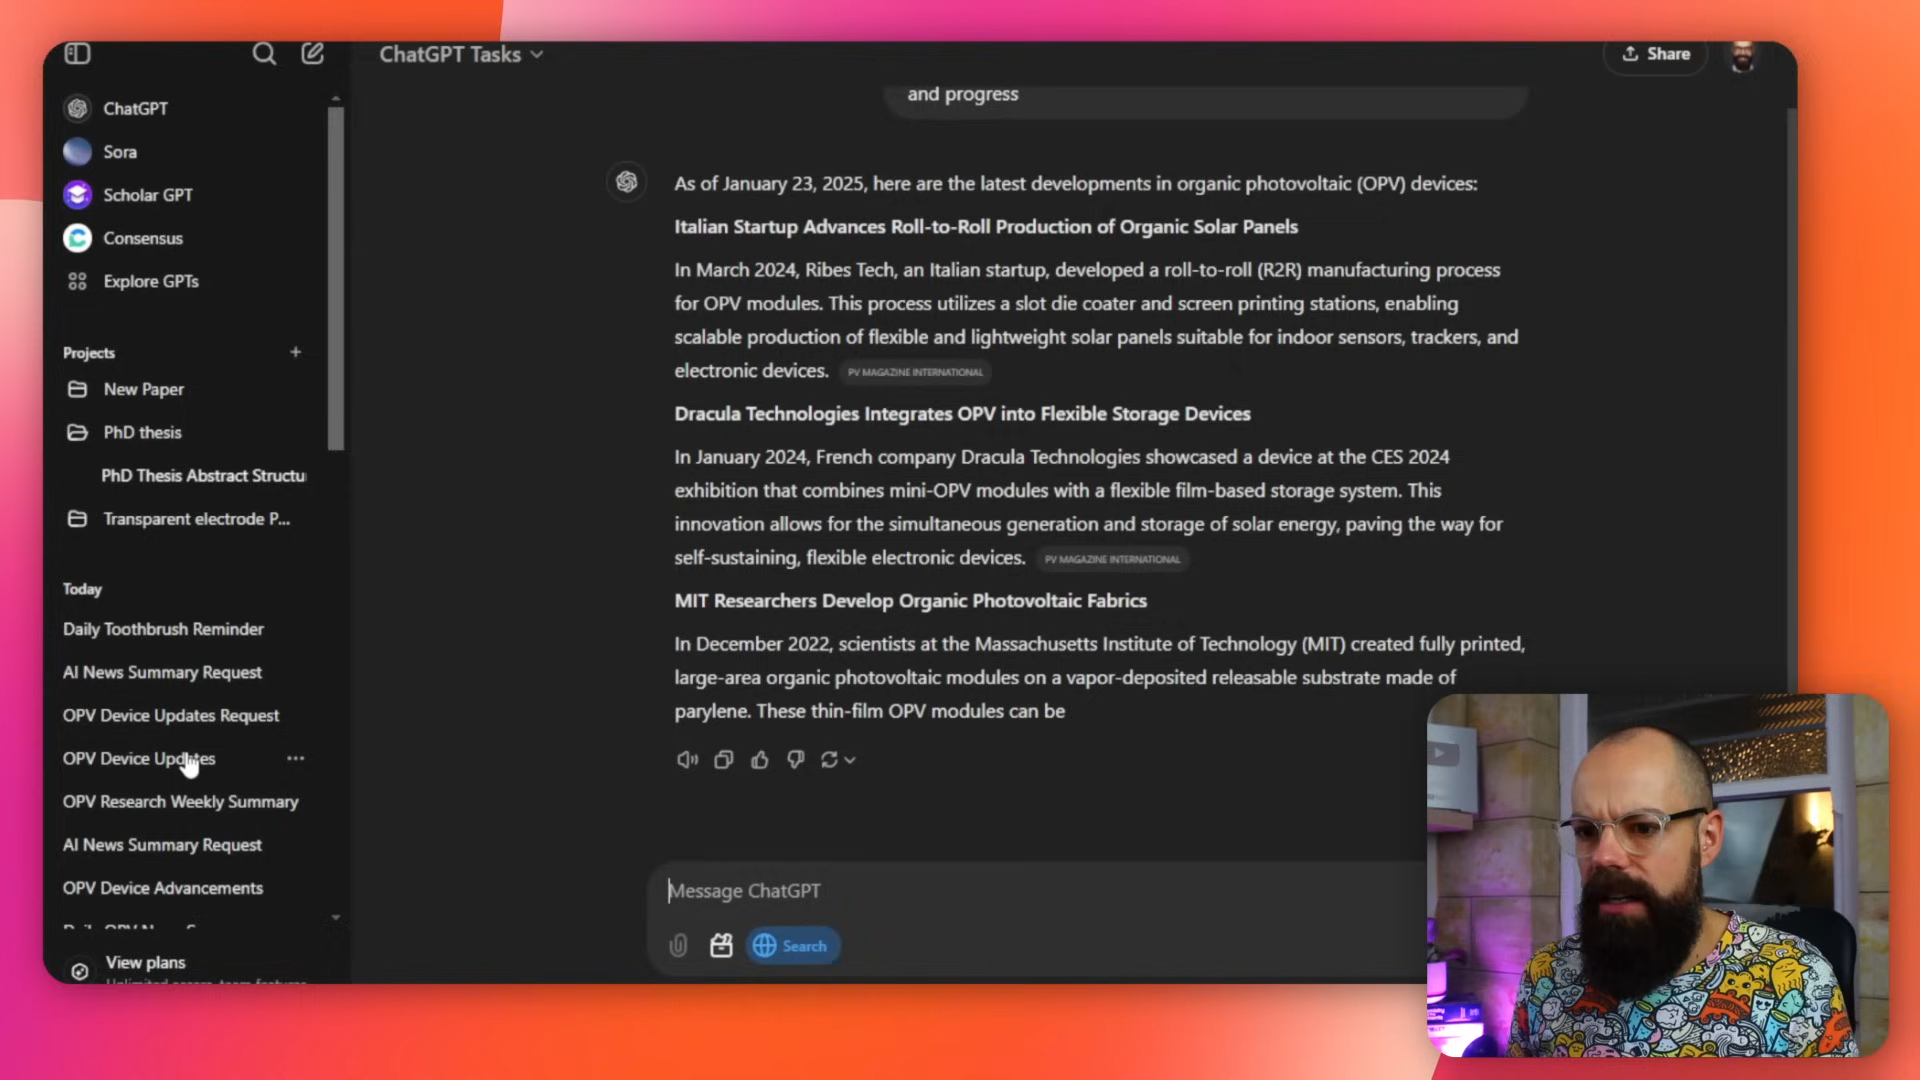 ChatGPT Tasks
Share
ChatGPT
Sora
Scholar GPT
Consensus
Explore GPTs
Projects
New Paper
PhD thesis
PhD Thesis Abstract Structu
Transparent electrode P...
Today
Daily Toothbrush Reminder
AI News Summary Request
OPV Device Updates Request
OPV Device Updates
OPV Research Weekly Summary
AI News Summary Request
OPV Device Advancements
View plans
and progress
As of January 23, 2025, here are the latest developments in organic photovoltaic (OPV) devices:
Italian Startup Advances Roll-to-Roll Production of Organic Solar Panels
In March 2024, Ribes Tech, an Italian startup, developed a roll-to-roll (R2R) manufacturing process
for OPV modules. This process utilizes a slot die coater and screen printing stations, enabling
scalable production of flexible and lightweight solar panels suitable for indoor sensors, trackers, and
electronic devices. PV MAGAZINE INTERNATIONAL
Dracula Technologies Integrates OPV into Flexible Storage Devices
In January 2024, French company Dracula Technologies showcased a device at the CES 2024
exhibition that combines mini-OPV modules with a flexible film-based storage system. This
innovation allows for the simultaneous generation and storage of solar energy, paving the way for
self-sustaining, flexible electronic devices. PV MAGAZINE INTERNATIONAL
MIT Researchers Develop Organic Photovoltaic Fabrics
In December 2022, scientists at the Massachusetts Institute of Technology (MIT) created fully printed,
large-area organic photovoltaic modules on a vapor-deposited releasable substrate made of
parylene. These thin-film OPV modules can be
Message ChatGPT
Search